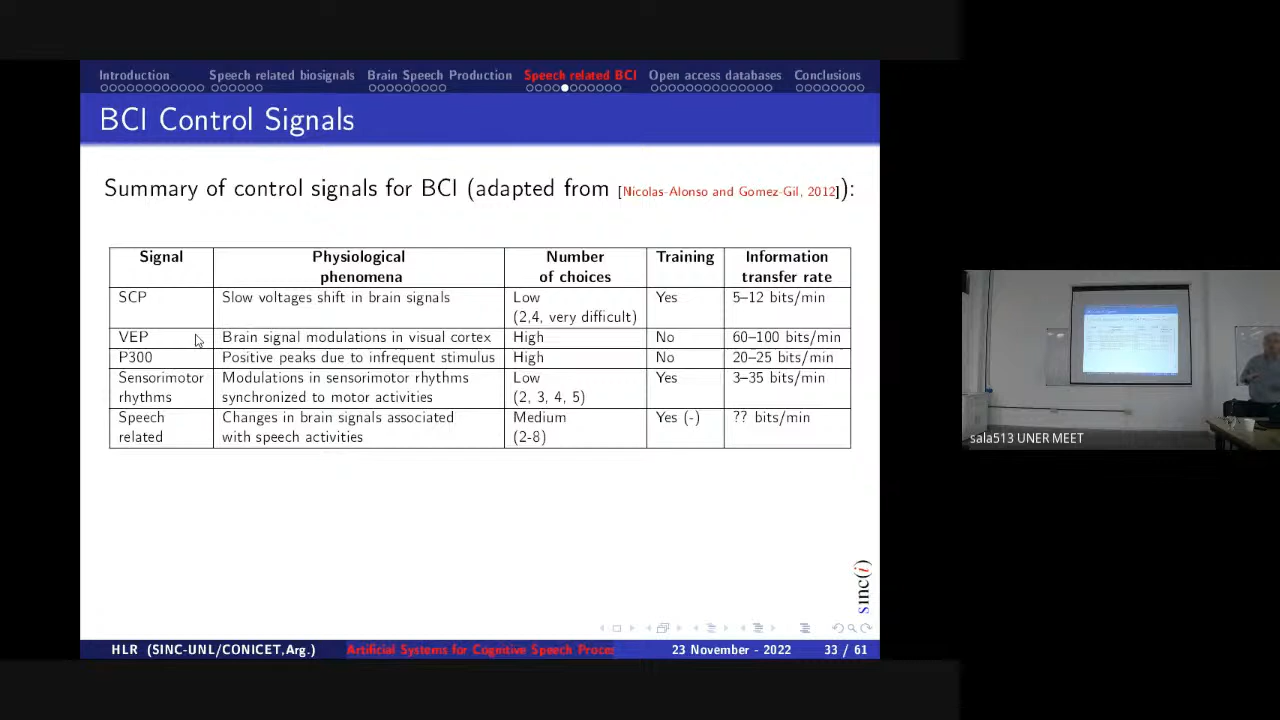 Introduction Speech related biosignals Brain Speech Production Speech related BCI Open access databases Conclusions
BCI Control Signals
Summary of control signals for BCI (adapted from [Nicolas-Alonso and Gomez-Gil, 2012]):
Signal Physiological phenomena Number of choices Training Information transfer rate
SCP Slow voltages shift in brain signals Low (2,4, very difficult) Yes 5–12 bits/min
VEP Brain signal modulations in visual cortex High No 60–100 bits/min
P300 Positive peaks due to infrequent stimulus High No 20–25 bits/min
Sensorimotor rhythms Modulations in sensorimotor rhythms synchronized to motor activities Low (2, 3, 4, 5) Yes 3–35 bits/min
Speech related Changes in brain signals associated with speech activities Medium (2-8) Yes (-) ?? bits/min
sinc(i)
HLR (SINC-UNL/CONICET,Arg.) Artificial Systems for Cognitive Speech Proces 23 November - 2022 33 / 61
sala513 UNER MEET